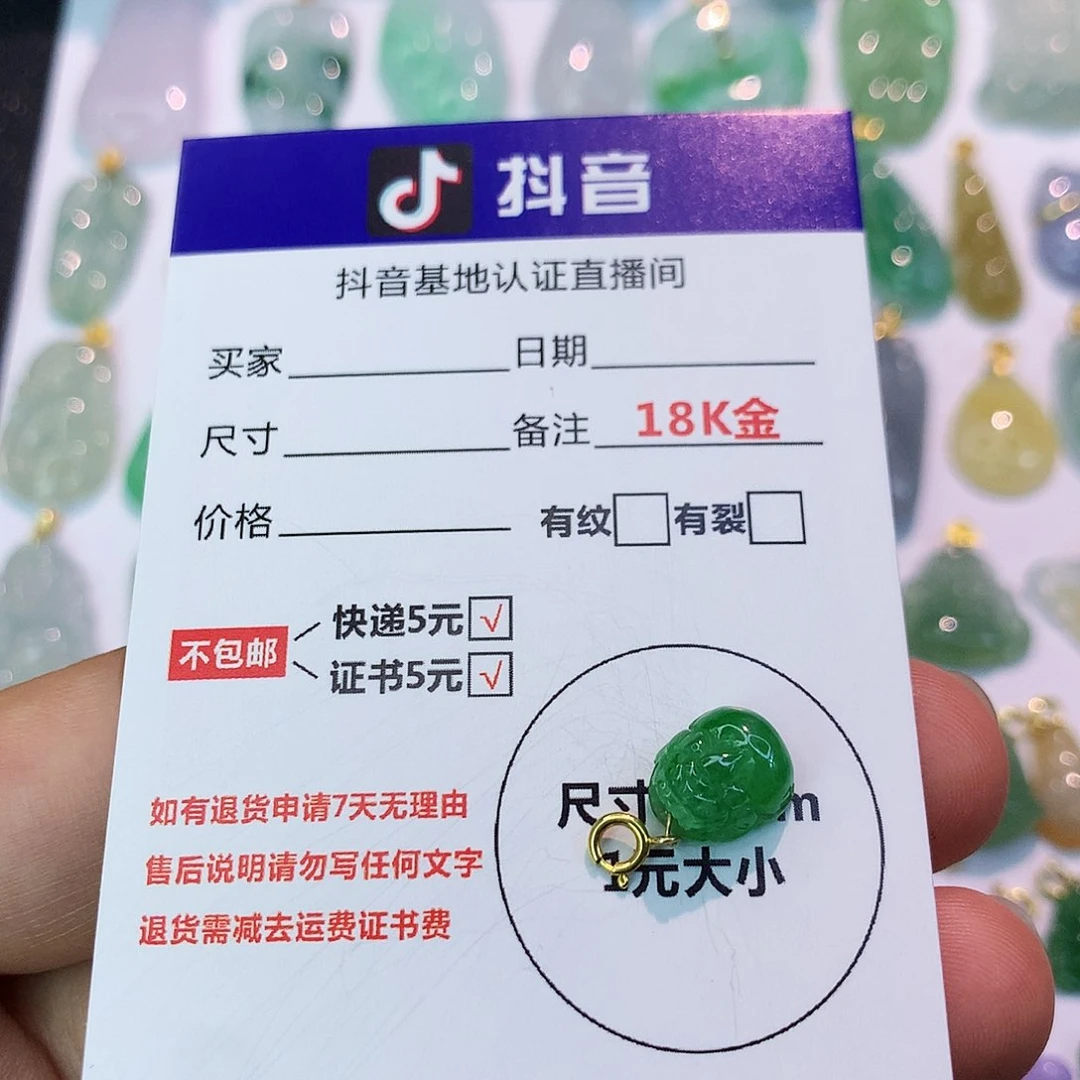 抖音
抖音基地认证直播间
买家 日期
尺寸 备注 18K金
价格 有纹 有裂
不包邮
快递5元 √
证书5元 √
如有退货申请7天无理由
售后说明请勿写任何文字
退货需减去运费证书费
尺寸 m
1元大小